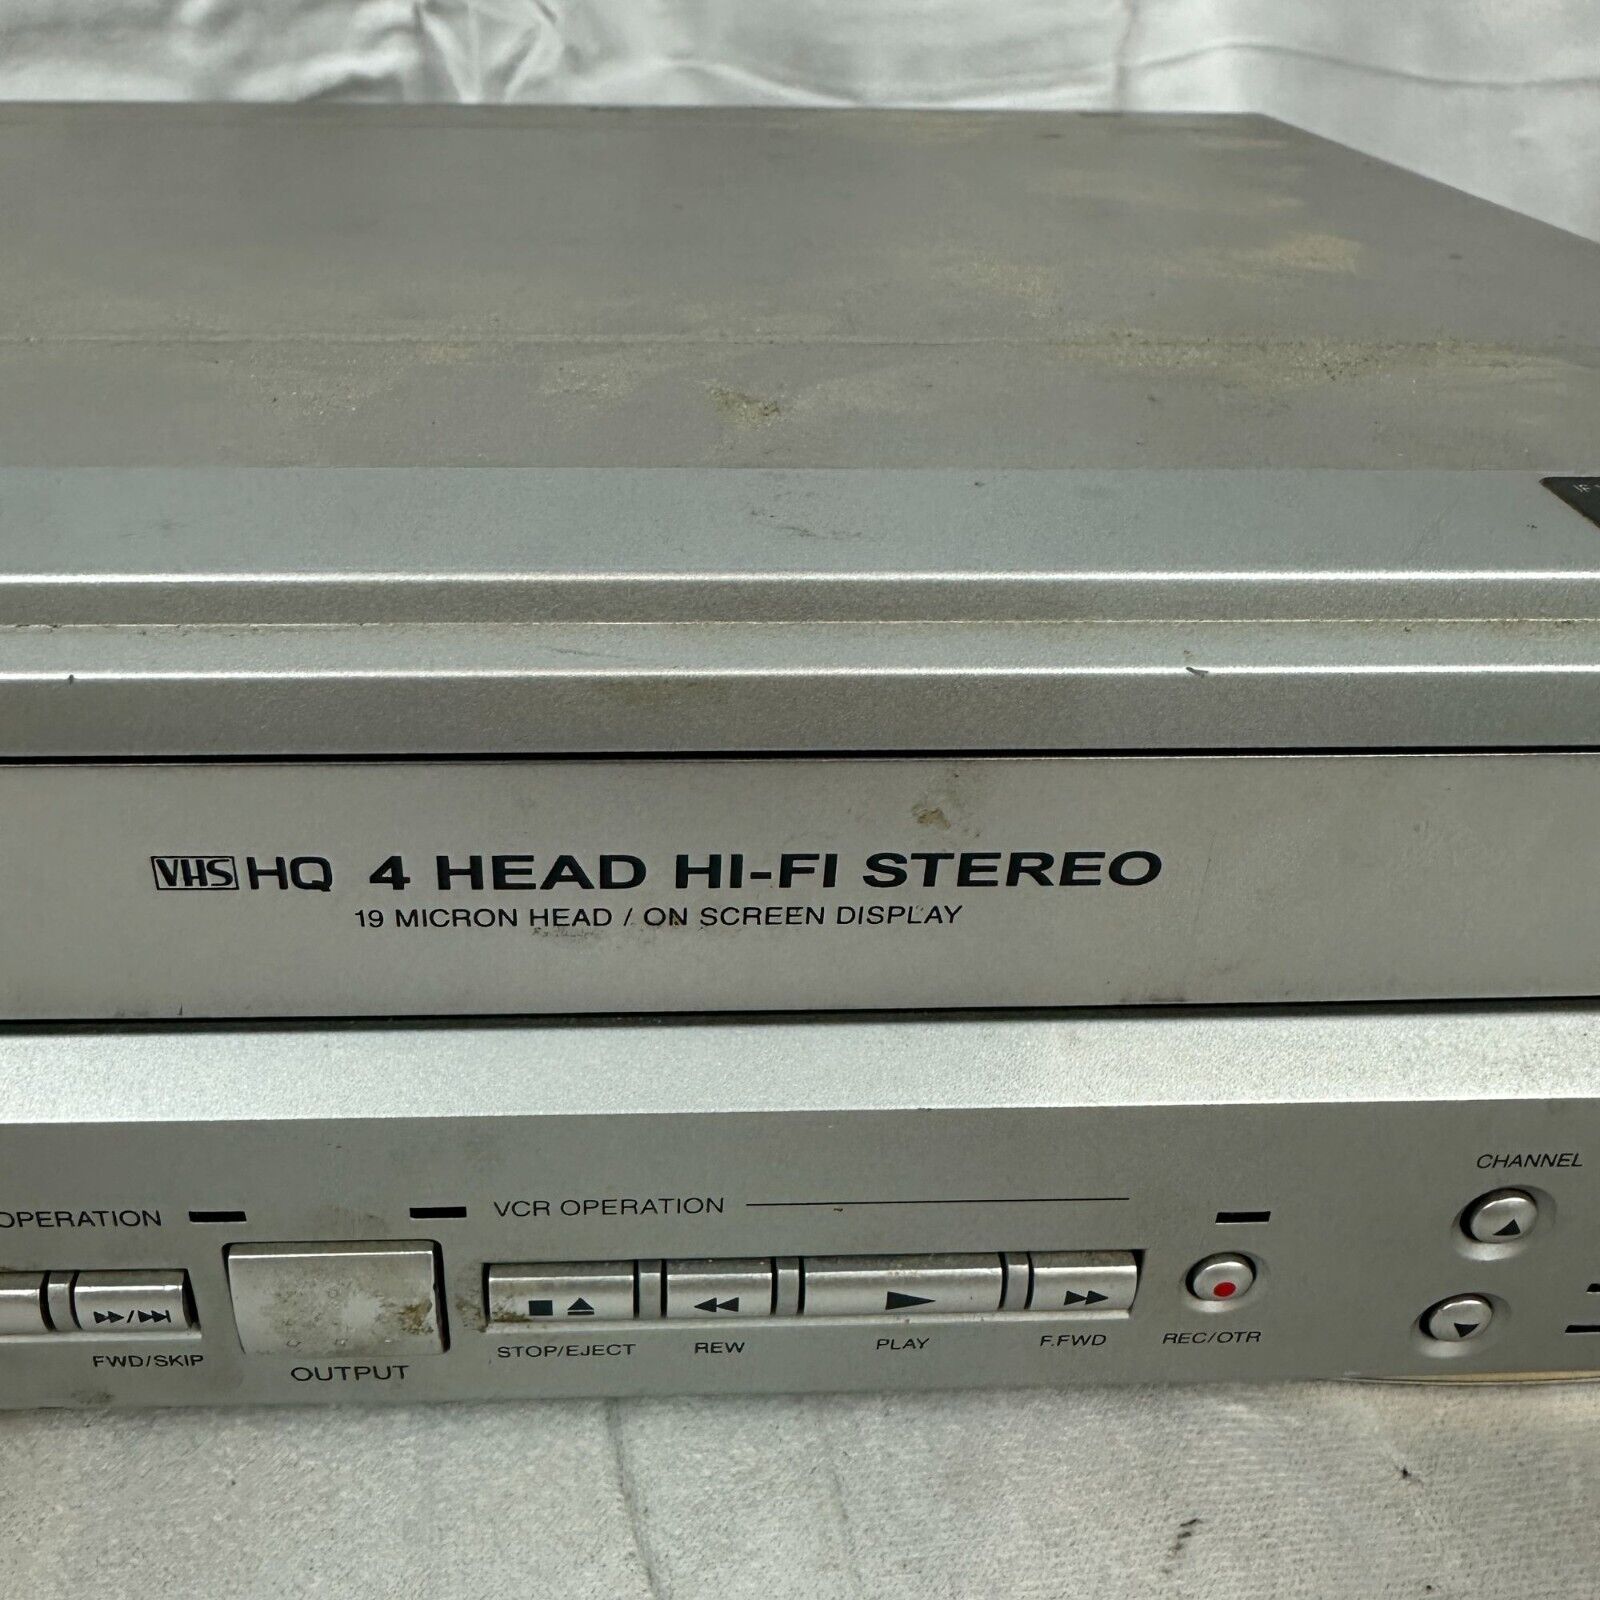 IF
VHS HQ 4 HEAD HI-FI STEREO
19 MICRON HEAD / ON SCREEN DISPLAY
OPERATION
VCR OPERATION
CHANNEL
FWD/SKIP
OUTPUT
STOP/EJECT
REW
PLAY
F.FWD
REC/OTR